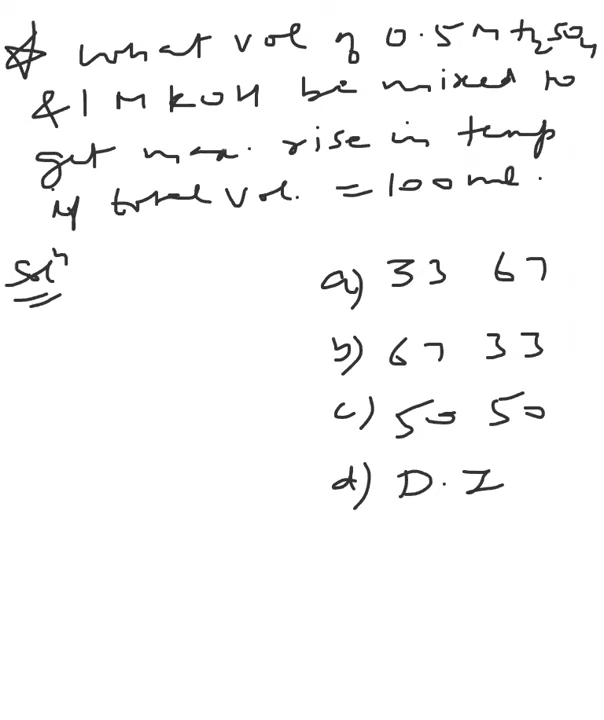 ☆ what vol of 0.5 M H₂SO₄
& 1 M KOH be mixed to
get max. rise in temp
if total vol. = 100 ml.
Solⁿ
a) 33 67
b) 67 33
c) 50 50
d) D.I